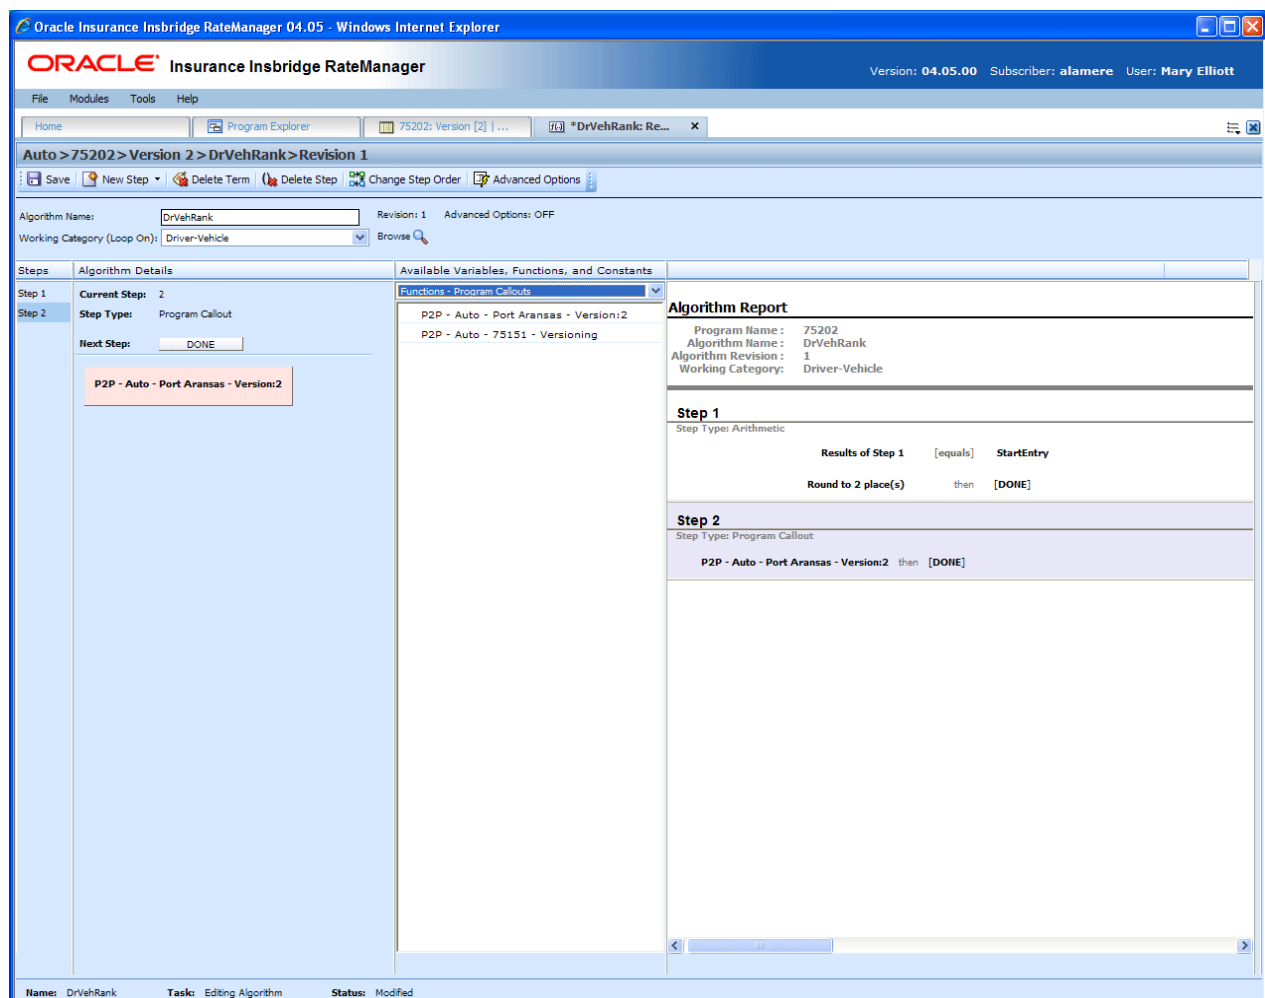 Oracle Insurance Insbridge RateManager 04.05 - Windows Internet Explorer
ORACLE Insurance Insbridge RateManager
Version: 04.05.00 Subscriber: alamere User: Mary Elliott
File Modules Tools Help
Home Program Explorer 75202: Version [2] | ... *DrVehRank: Re...
Auto > 75202 > Version 2 > DrVehRank > Revision 1
Save New Step Delete Term Delete Step Change Step Order Advanced Options
Algorithm Name: DrVehRank Revision: 1 Advanced Options: OFF
Working Category (Loop On): Driver-Vehicle Browse
Steps Algorithm Details Available Variables, Functions, and Constants
Step 1
Step 2
Current Step: 2
Step Type: Program Callout
Next Step: DONE
P2P - Auto - Port Aransas - Version:2
Functions - Program Callouts
P2P - Auto - Port Aransas - Version:2
P2P - Auto - 75151 - Versioning
Algorithm Report
Program Name : 75202
Algorithm Name : DrVehRank
Algorithm Revision : 1
Working Category: Driver-Vehicle
Step 1
Step Type: Arithmetic
Results of Step 1 [equals] StartEntry
Round to 2 place(s) then [DONE]
Step 2
Step Type: Program Callout
P2P - Auto - Port Aransas - Version:2 then [DONE]
Name: DrVehRank Task: Editing Algorithm Status: Modified